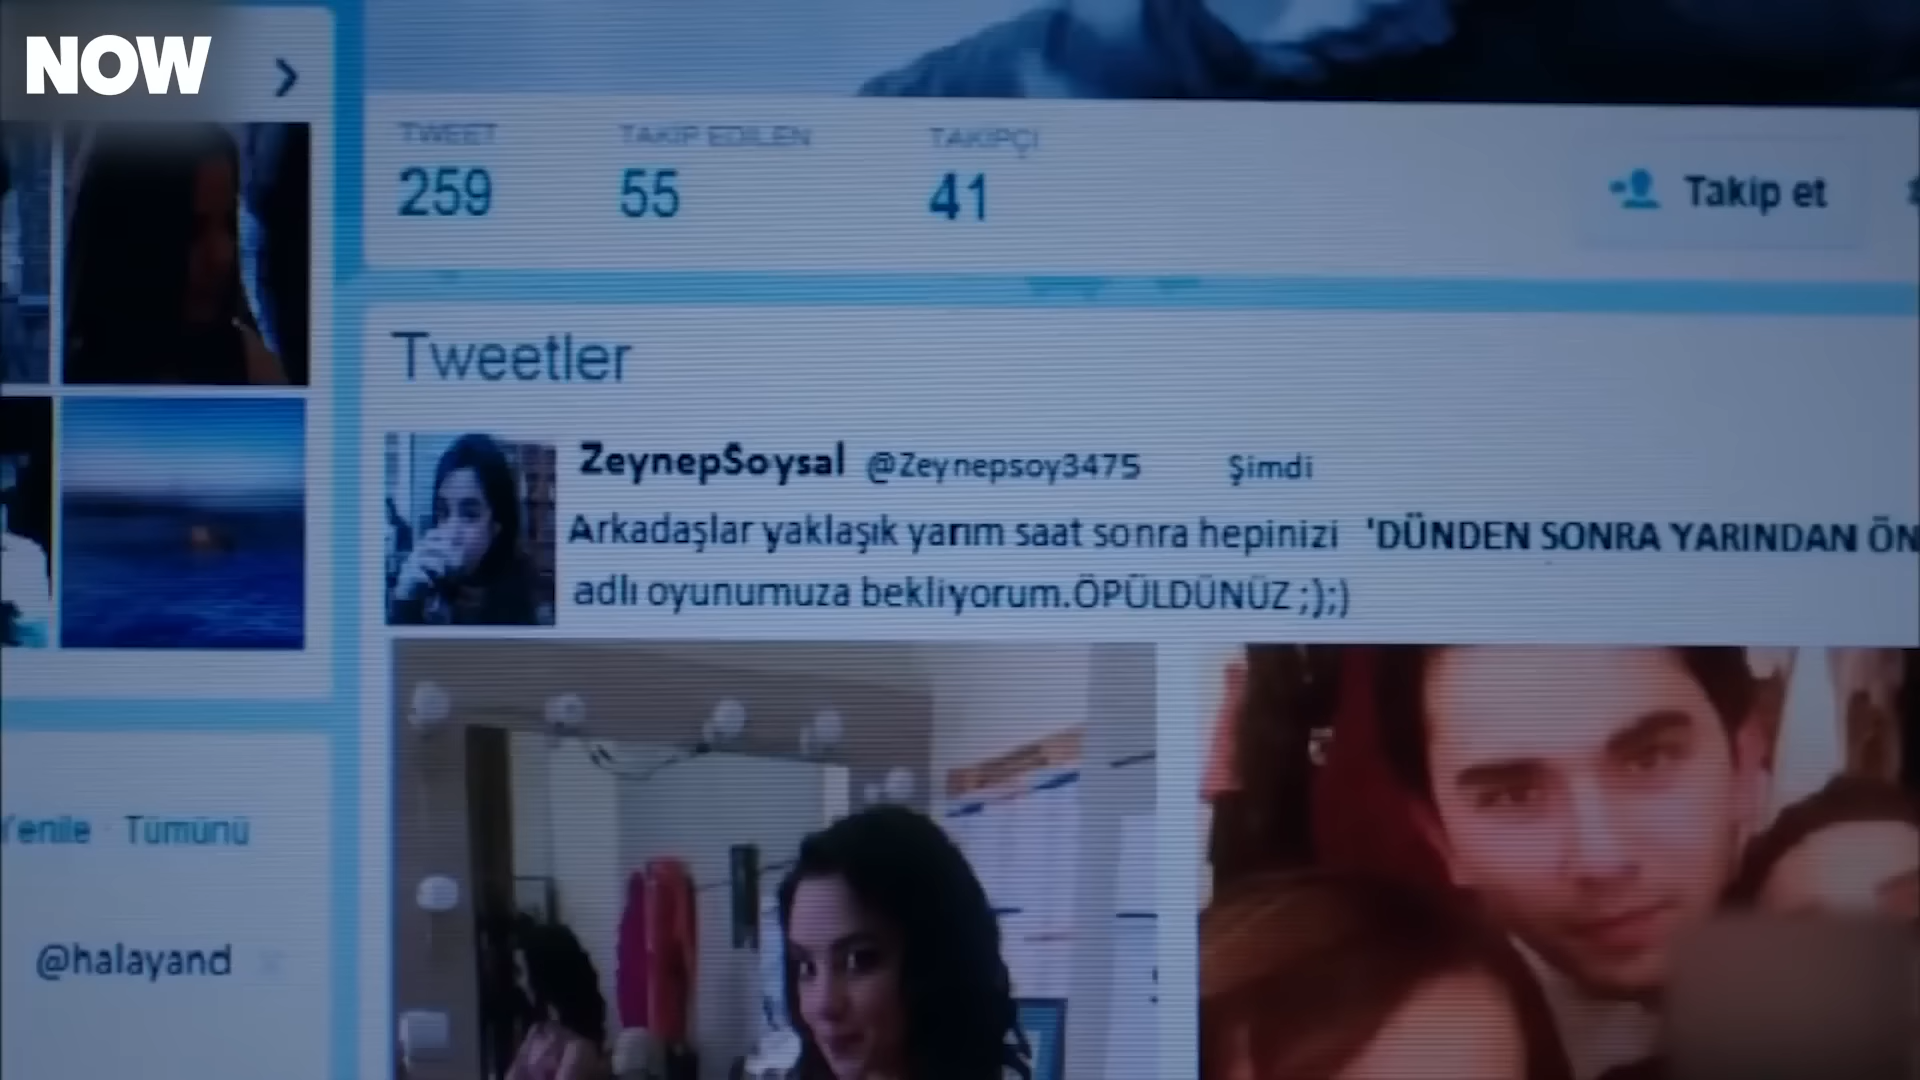 NOW
TWEET TAKİP EDİLEN TAKİPÇİ
259 55 41
Takip et
Tweetler
ZeynepSoysal @Zeynepsoy3475 Şimdi
Arkadaşlar yaklaşık yarım saat sonra hepinizi 'DÜNDEN SONRA YARINDAN ÖN
adlı oyunumuza bekliyorum.ÖPÜLDÜNÜZ ;);)
Yenile Tümünü
@halayand